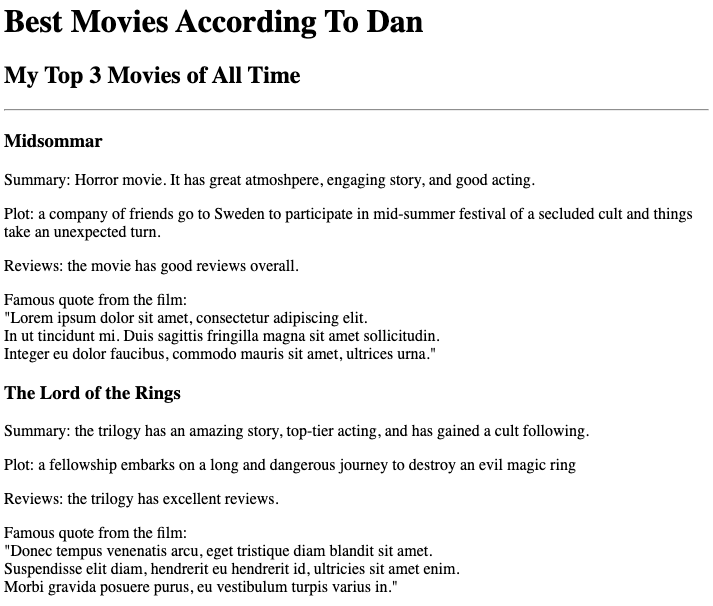 Best Movies According To Dan
My Top 3 Movies of All Time
Midsommar
Summary: Horror movie. It has great atmoshpere, engaging story, and good acting.
Plot: a company of friends go to Sweden to participate in mid-summer festival of a secluded cult and things
take an unexpected turn.
Reviews: the movie has good reviews overall.
Famous quote from the film:
"Lorem ipsum dolor sit amet, consectetur adipiscing elit.
In ut tincidunt mi. Duis sagittis fringilla magna sit amet sollicitudin.
Integer eu dolor faucibus, commodo mauris sit amet, ultrices urna."
The Lord of the Rings
Summary: the trilogy has an amazing story, top-tier acting, and has gained a cult following.
Plot: a fellowship embarks on a long and dangerous journey to destroy an evil magic ring
Reviews: the trilogy has excellent reviews.
Famous quote from the film:
"Donec tempus venenatis arcu, eget tristique diam blandit sit amet.
Suspendisse elit diam, hendrerit eu hendrerit id, ultricies sit amet enim.
Morbi gravida posuere purus, eu vestibulum turpis varius in."